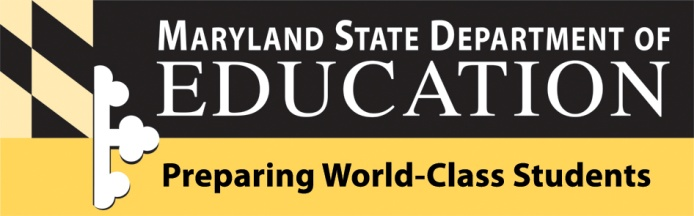 MARYLAND STATE DEPARTMENT OF
EDUCATION
Preparing World-Class Students